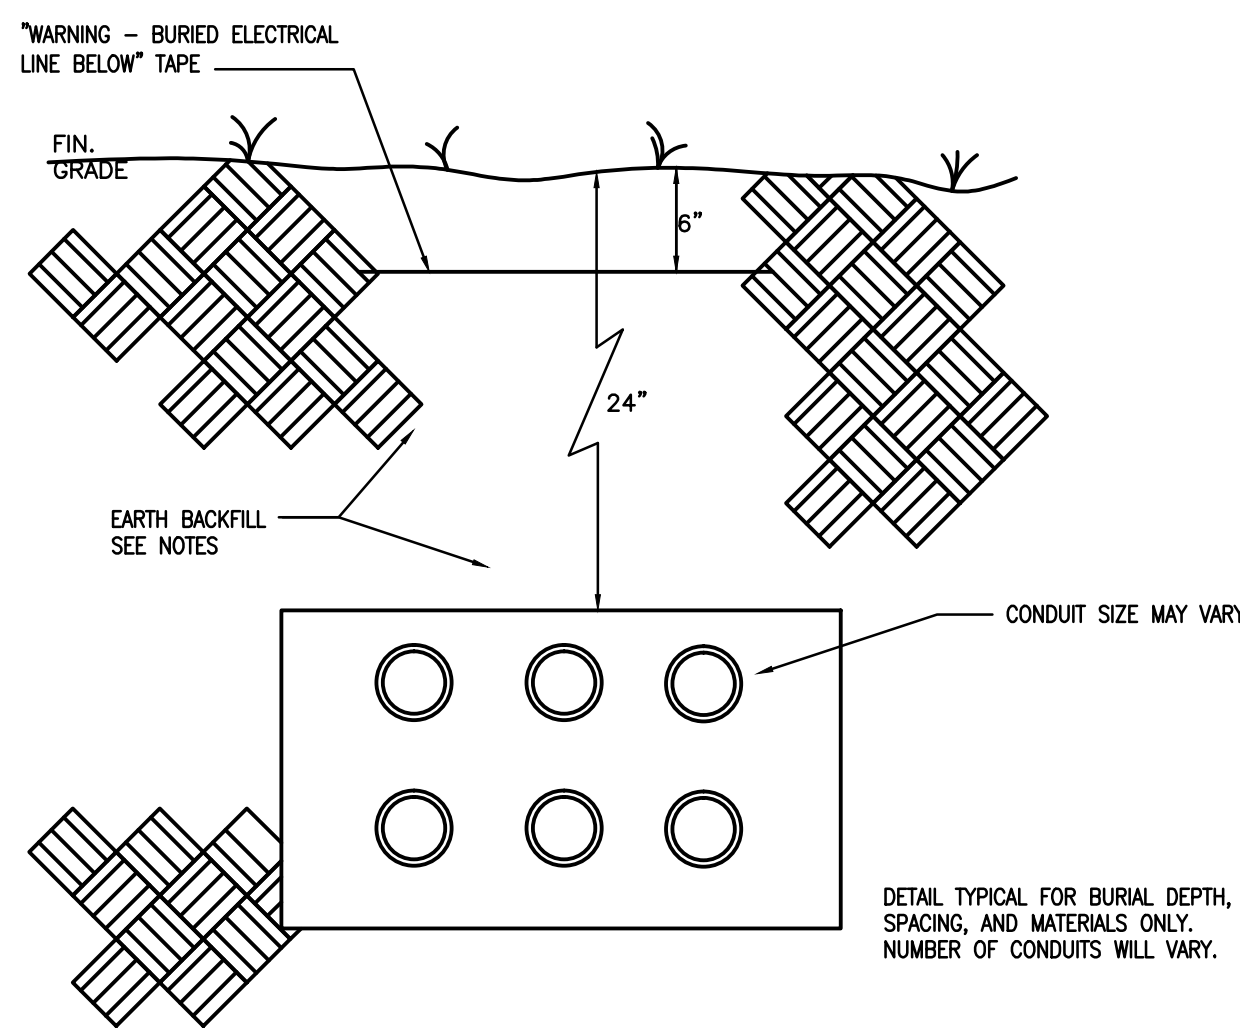 "WARNING – BURIED ELECTRICAL
LINE BELOW" TAPE
FIN.
GRADE
6"
24"
EARTH BACKFILL
SEE NOTES
CONDUIT SIZE MAY VARY
DETAIL TYPICAL FOR BURIAL DEPTH,
SPACING, AND MATERIALS ONLY.
NUMBER OF CONDUITS WILL VARY.